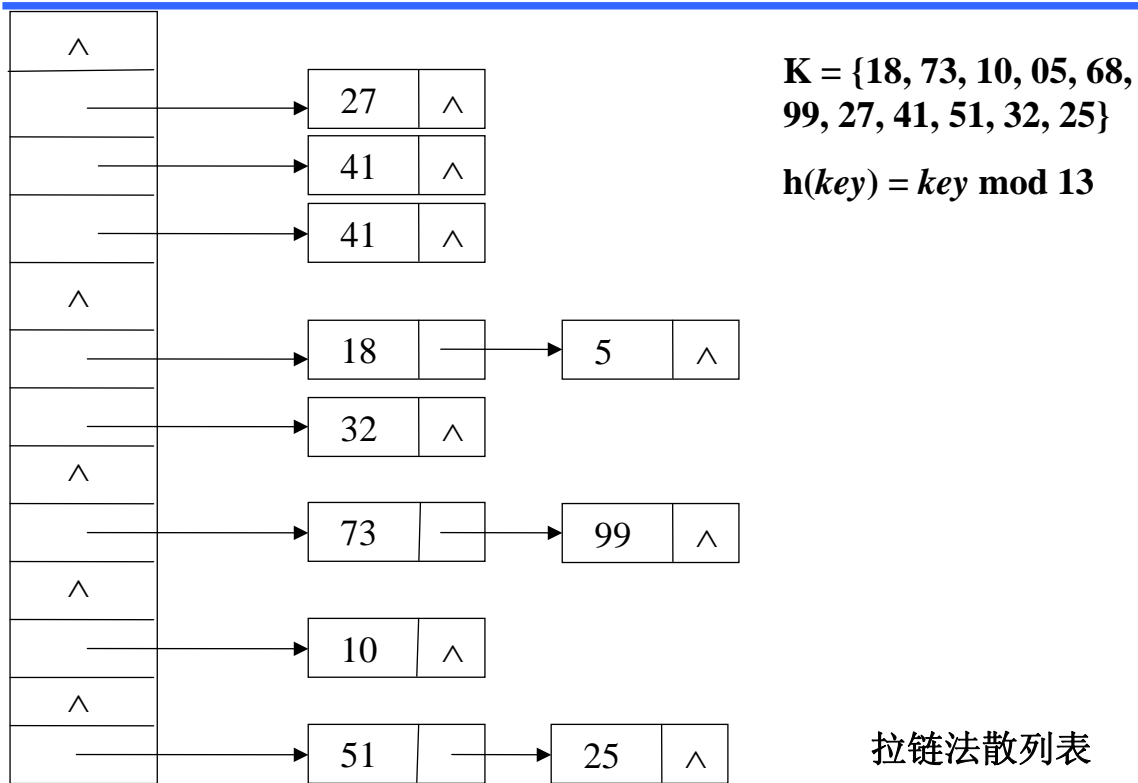 ^
27 ^
41 ^
41 ^
^
18 5 ^
32 ^
^
73 99 ^
^
10 ^
^
51 25 ^
K = {18, 73, 10, 05, 68,
99, 27, 41, 51, 32, 25}
h(key) = key mod 13
拉链法散列表